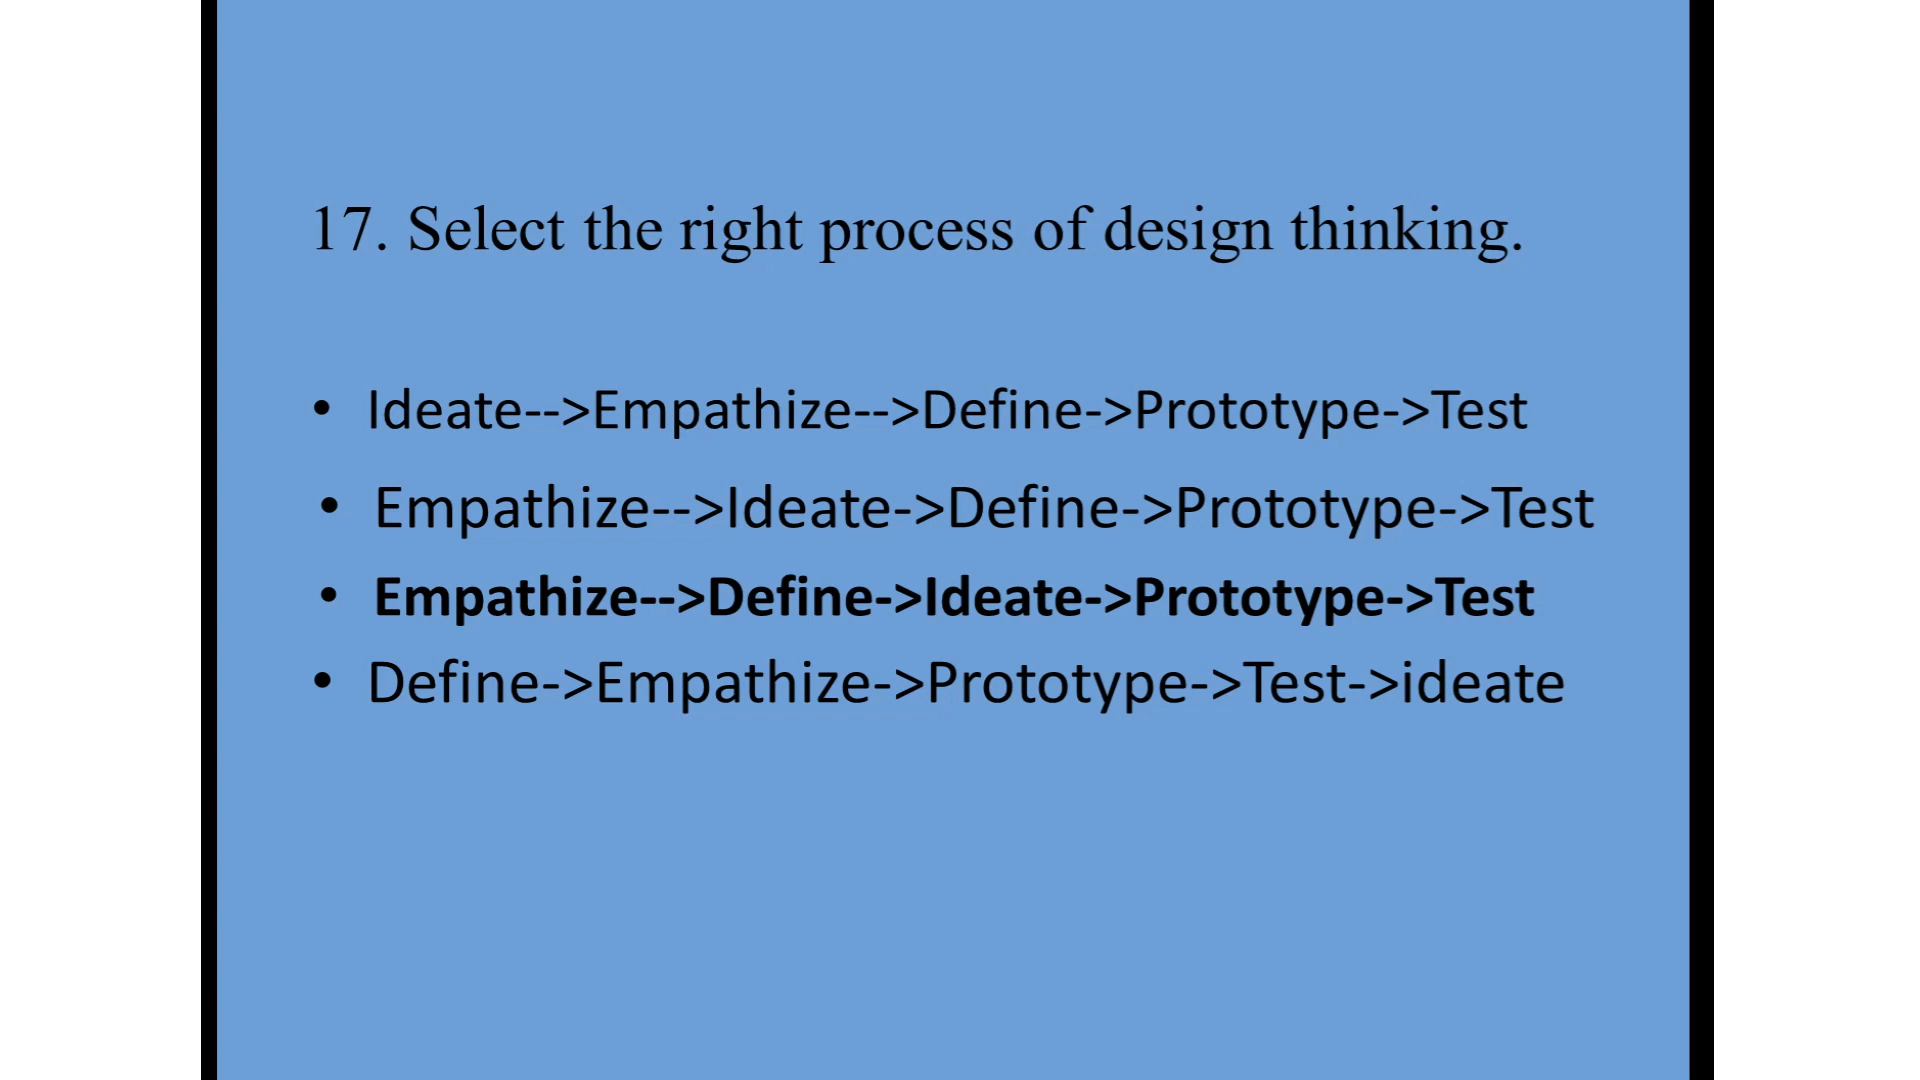 17. Select the right process of design thinking.
• Ideate-->Empathize-->Define->Prototype->Test
• Empathize-->Ideate->Define->Prototype->Test
• Empathize-->Define->Ideate->Prototype->Test
• Define->Empathize->Prototype->Test->ideate